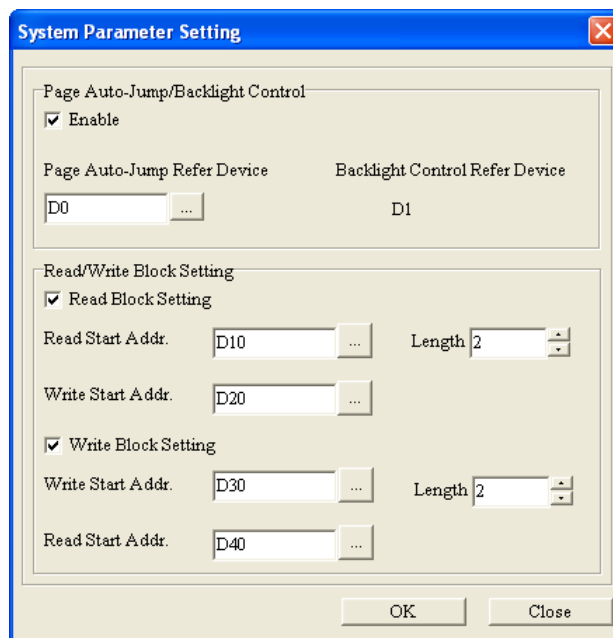 System Parameter Setting
Page Auto-Jump/Backlight Control
Enable
Page Auto-Jump Refer Device Backlight Control Refer Device
D0 ... D1
Read/Write Block Setting
Read Block Setting
Read Start Addr. D10 ... Length 2
Write Start Addr. D20 ...
Write Block Setting
Write Start Addr. D30 ... Length 2
Read Start Addr. D40 ...
OK Close